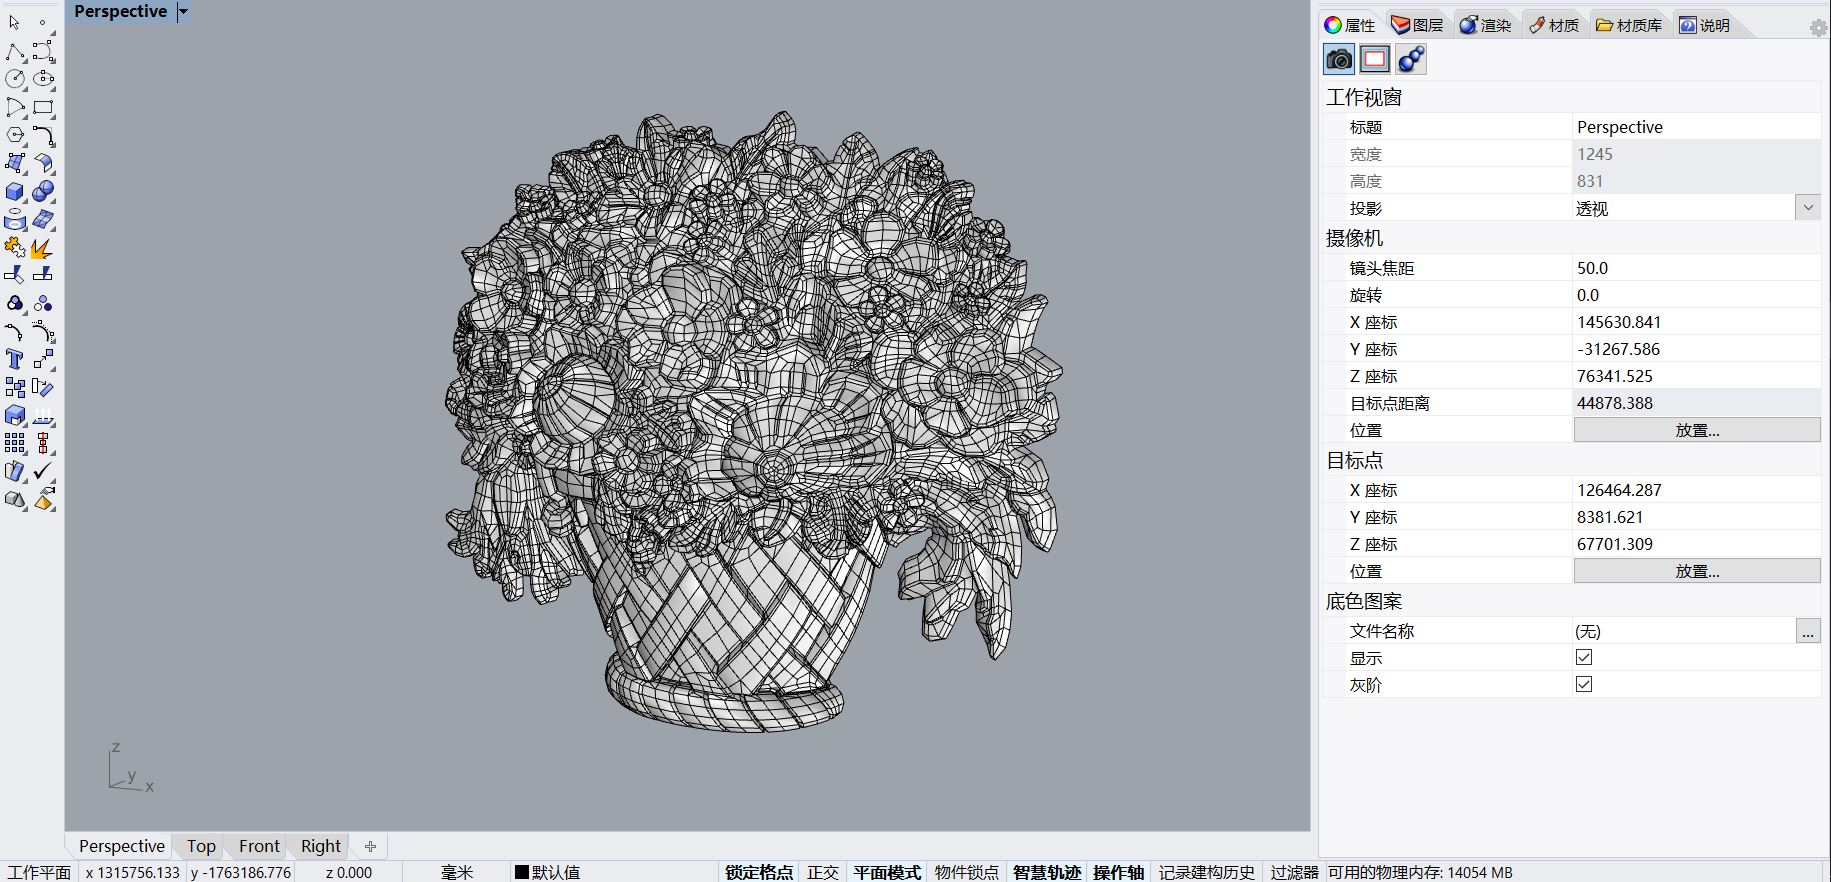 Perspective
属性 图层 渲染 材质 材质库 说明
工作视窗
标题 Perspective
宽度 1245
高度 831
投影 透视
摄像机
镜头焦距 50.0
旋转 0.0
X 座标 145630.841
Y 座标 -31267.586
Z 座标 76341.525
目标点距离 44878.388
位置 放置...
目标点
X 座标 126464.287
Y 座标 8381.621
Z 座标 67701.309
位置 放置...
底色图案
文件名称 (无) ...
显示
灰阶
z
y
x
Perspective Top Front Right
工作平面 x 1315756.133 y -1763186.776 z 0.000 毫米 默认值 锁定格点 正交 平面模式 物件锁点 智慧轨迹 操作轴 记录建构历史 过滤器 可用的物理内存: 14054 MB